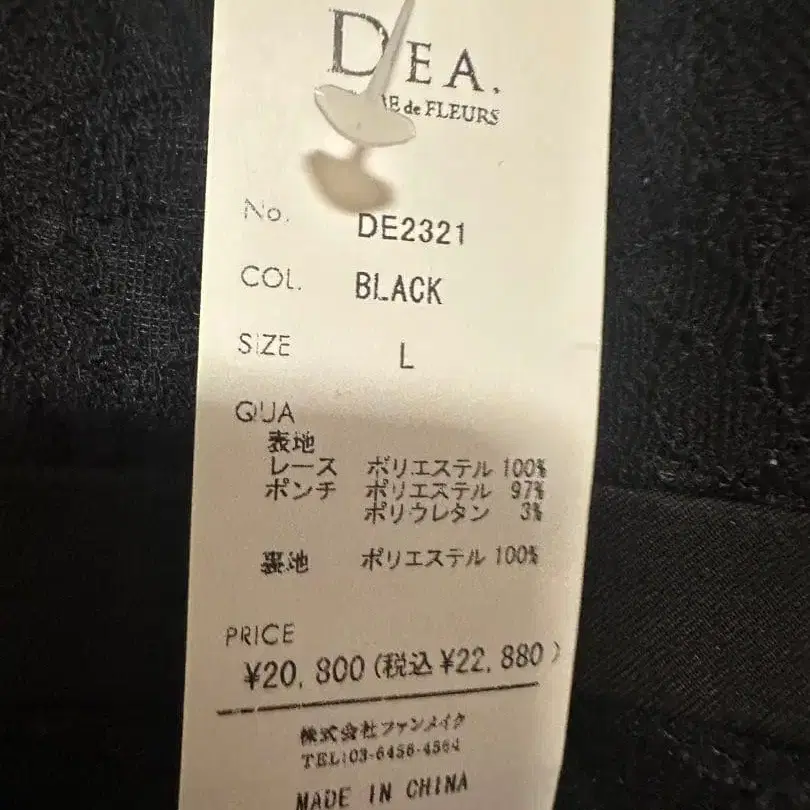 DEA.
de FLEURS
No. DE2321
COL. BLACK
SIZE L
QUA
表地
レース ポリエステル 100%
ポンチ ポリエステル 97%
ポリウレタン 3%
裏地 ポリエステル 100%
PRICE
¥20,800(税込¥22,880)
株式会社ファンメイク
TEL:03-6456-4564
MADE IN CHINA